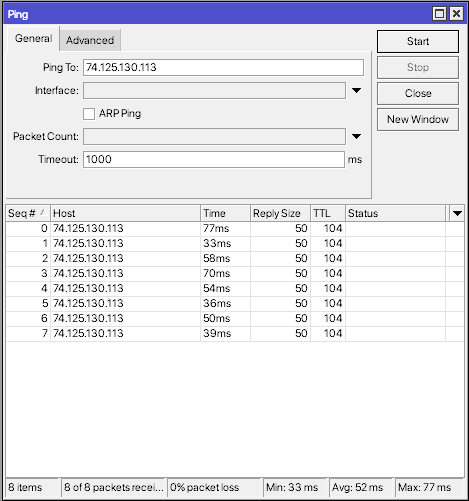 Ping
General Advanced
Start
Ping To: 74.125.130.113
Stop
Interface:
Close
ARP Ping
New Window
Packet Count:
Timeout: 1000 ms
Seq # Host Time Reply Size TTL Status
0 74.125.130.113 77ms 50 104
1 74.125.130.113 33ms 50 104
2 74.125.130.113 58ms 50 104
3 74.125.130.113 70ms 50 104
4 74.125.130.113 54ms 50 104
5 74.125.130.113 36ms 50 104
6 74.125.130.113 50ms 50 104
7 74.125.130.113 39ms 50 104
8 items 8 of 8 packets recei... 0% packet loss Min: 33 ms Avg: 52 ms Max: 77 ms